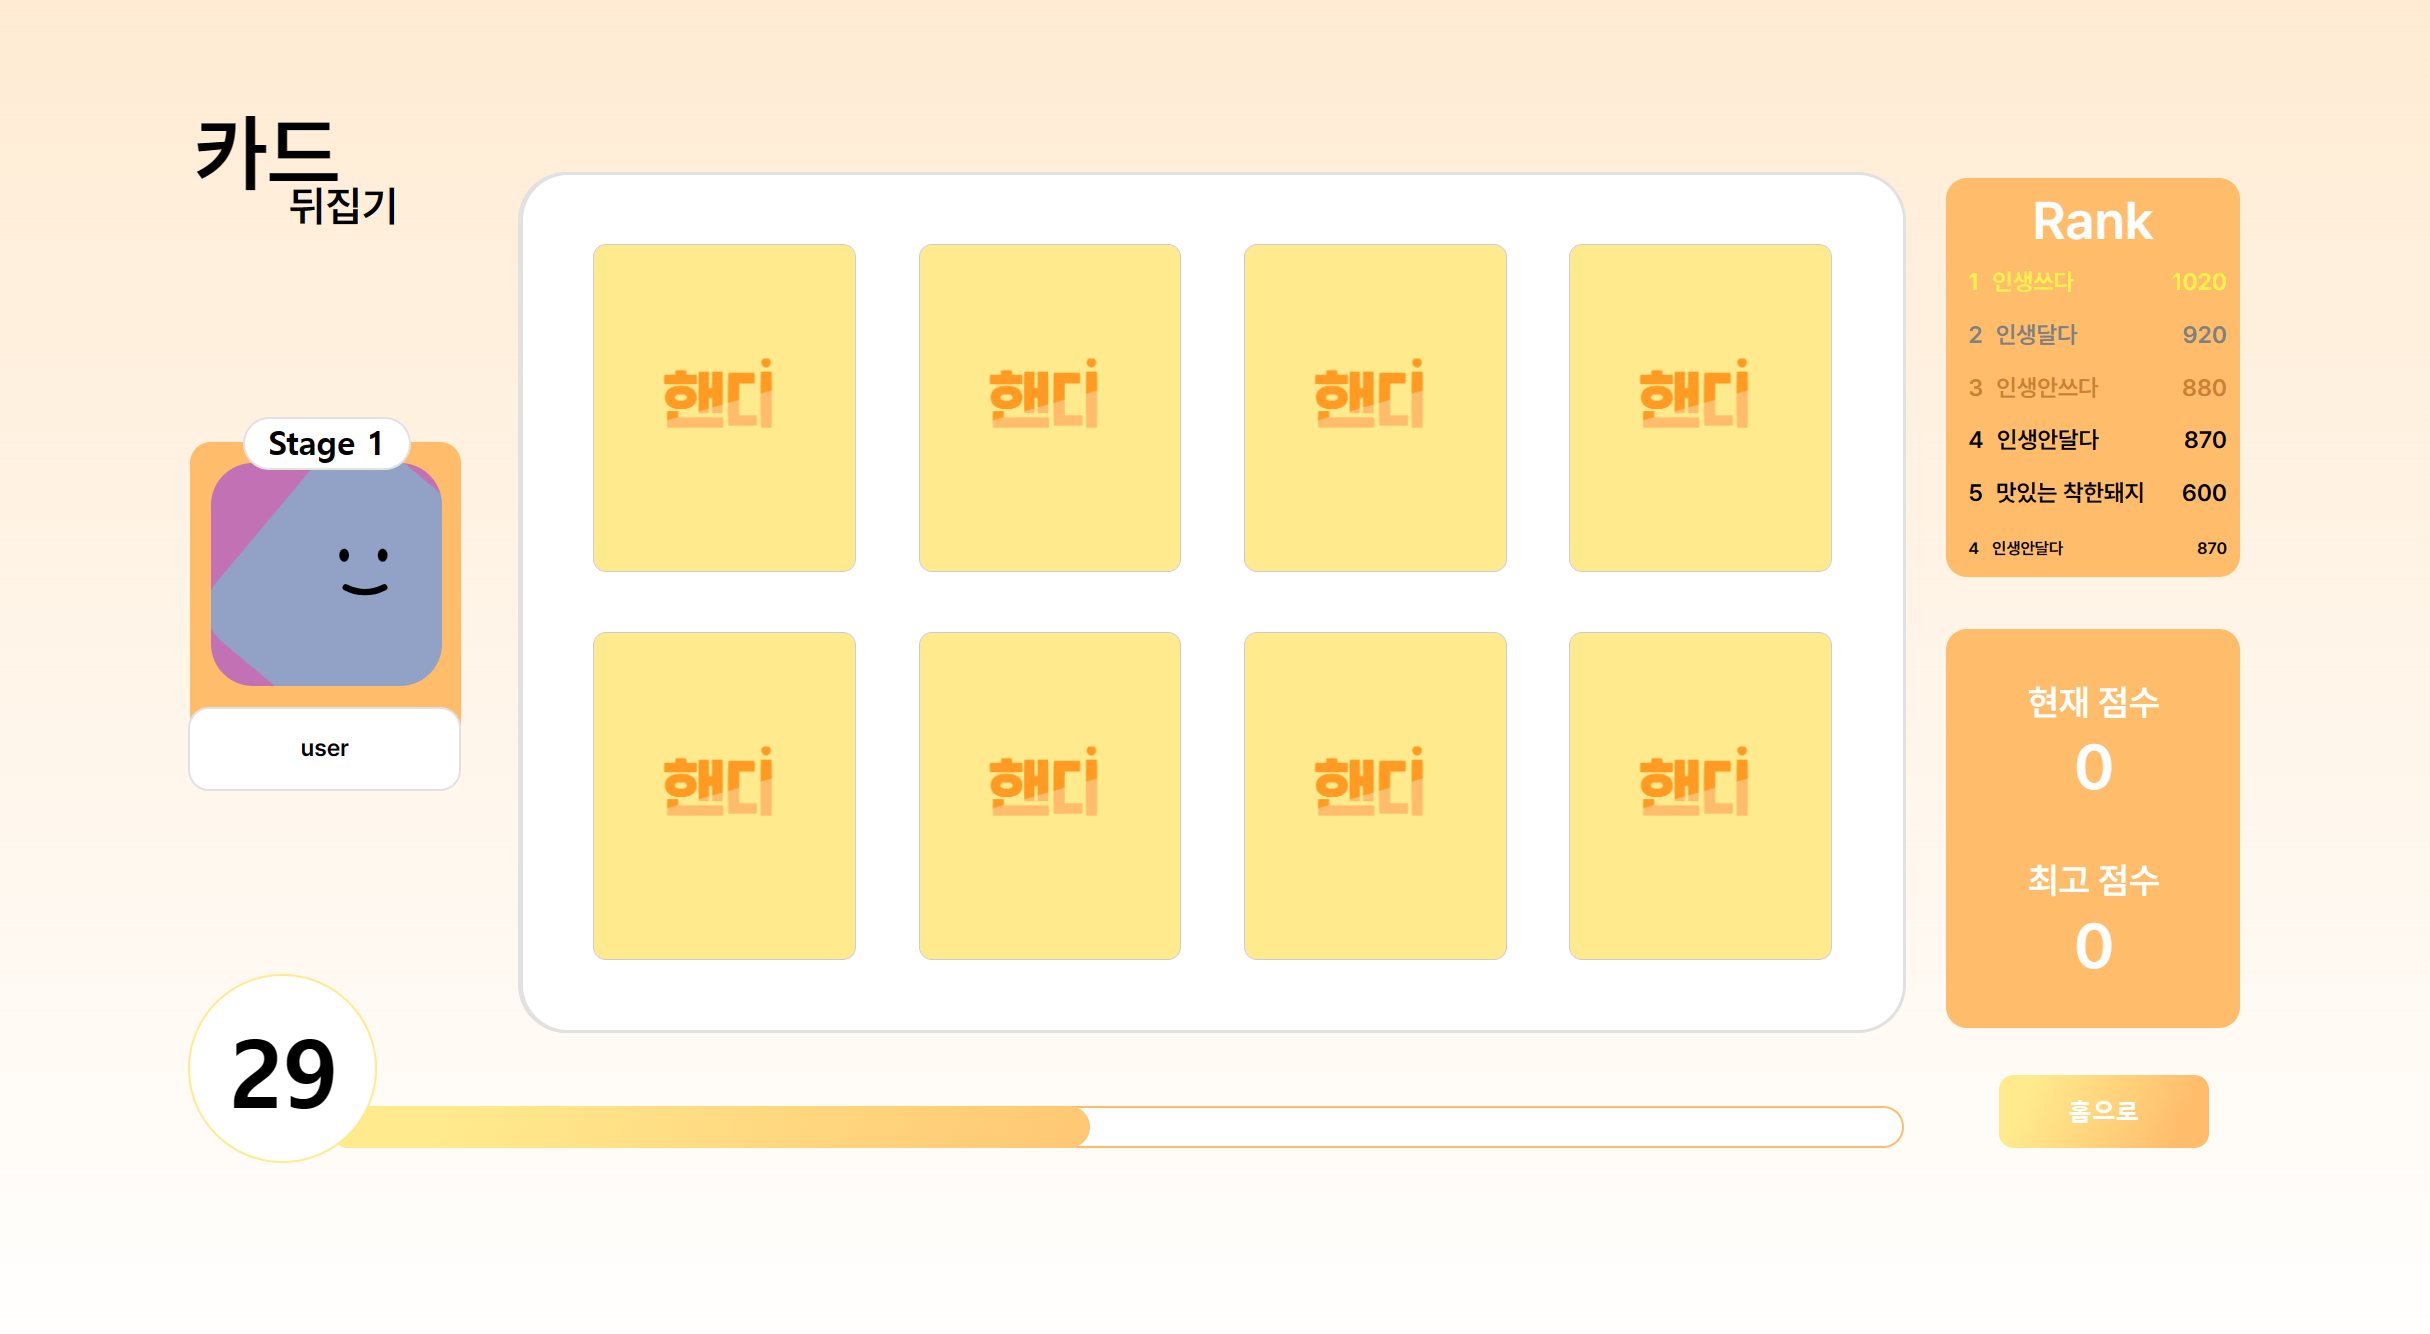 카드
뒤집기
Stage 1
user
29
핸디 핸디 핸디 핸디
핸디 핸디 핸디 핸디
Rank
1 인생쓰다 1020
2 인생달다 920
3 인생안쓰다 880
4 인생안달다 870
5 맛있는 착한돼지 600
4 인생안달다 870
현재 점수
0
최고 점수
0
홈으로